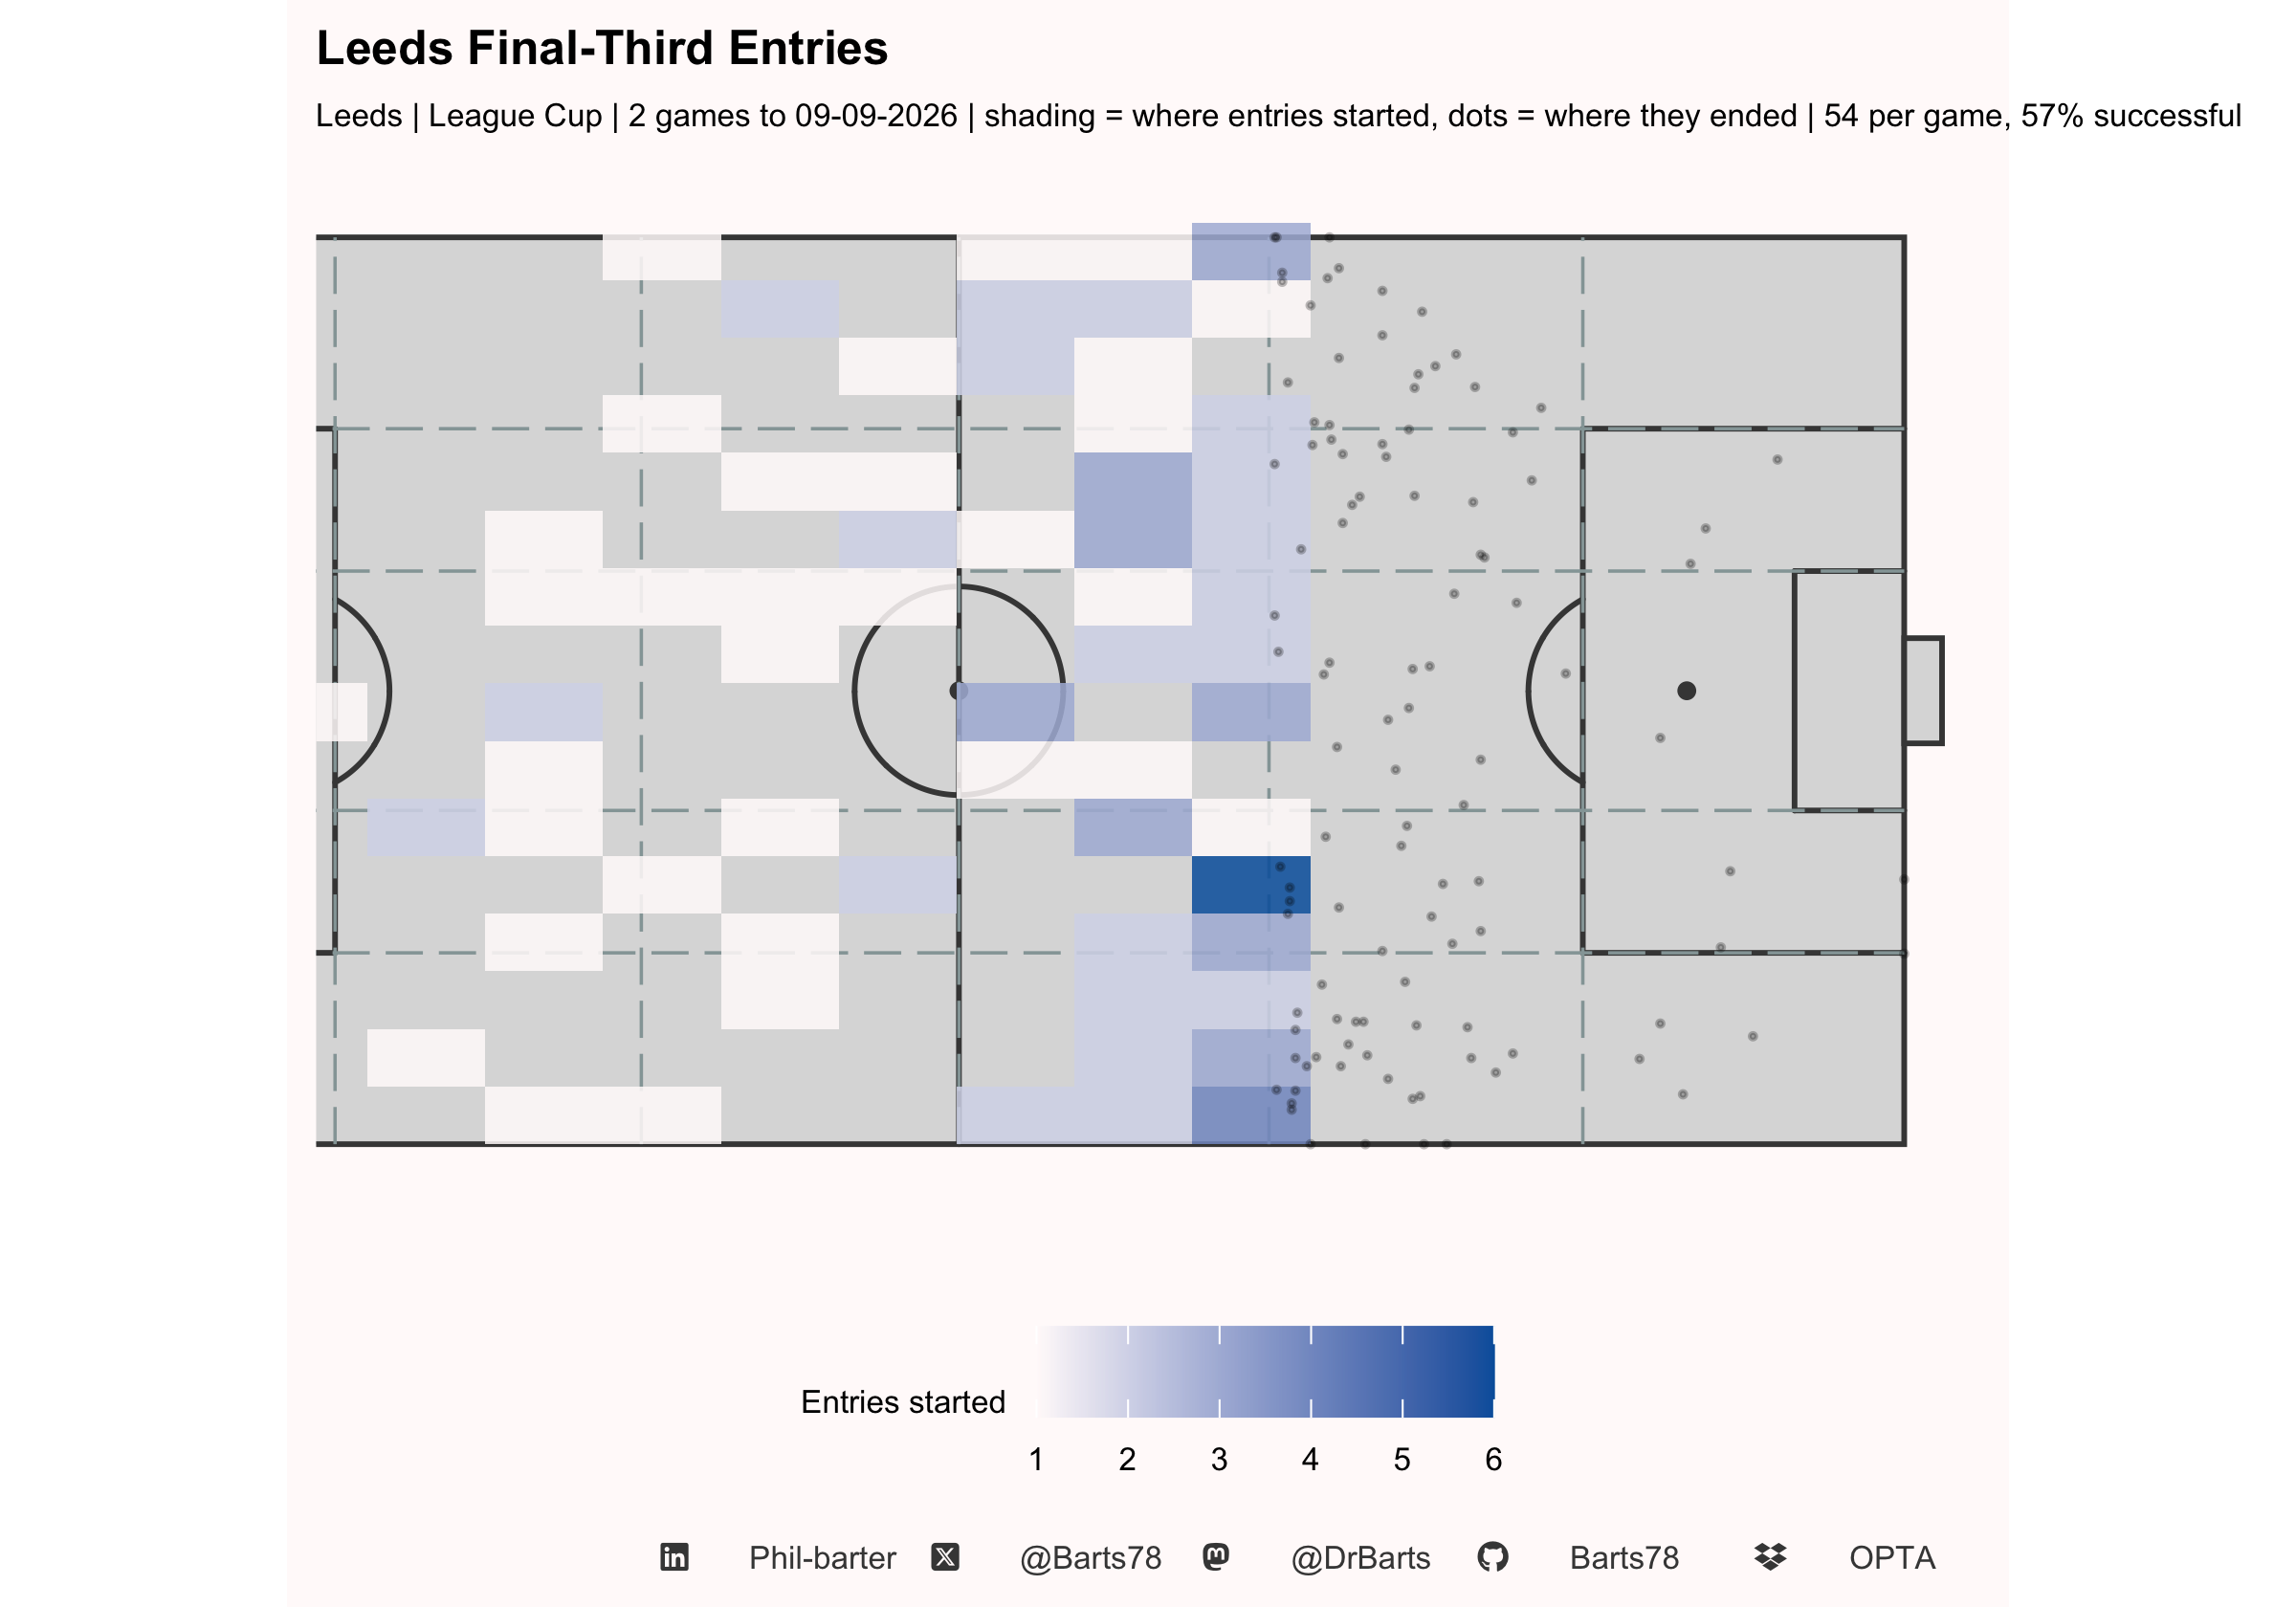 Leeds Final-Third Entries
Leeds | League Cup | 2 games to 09-09-2026 | shading = where entries started, dots = where they ended | 54 per game, 57% successful
Entries started
1 2 3 4 5 6
Phil-barter @Barts78 @DrBarts Barts78 OPTA